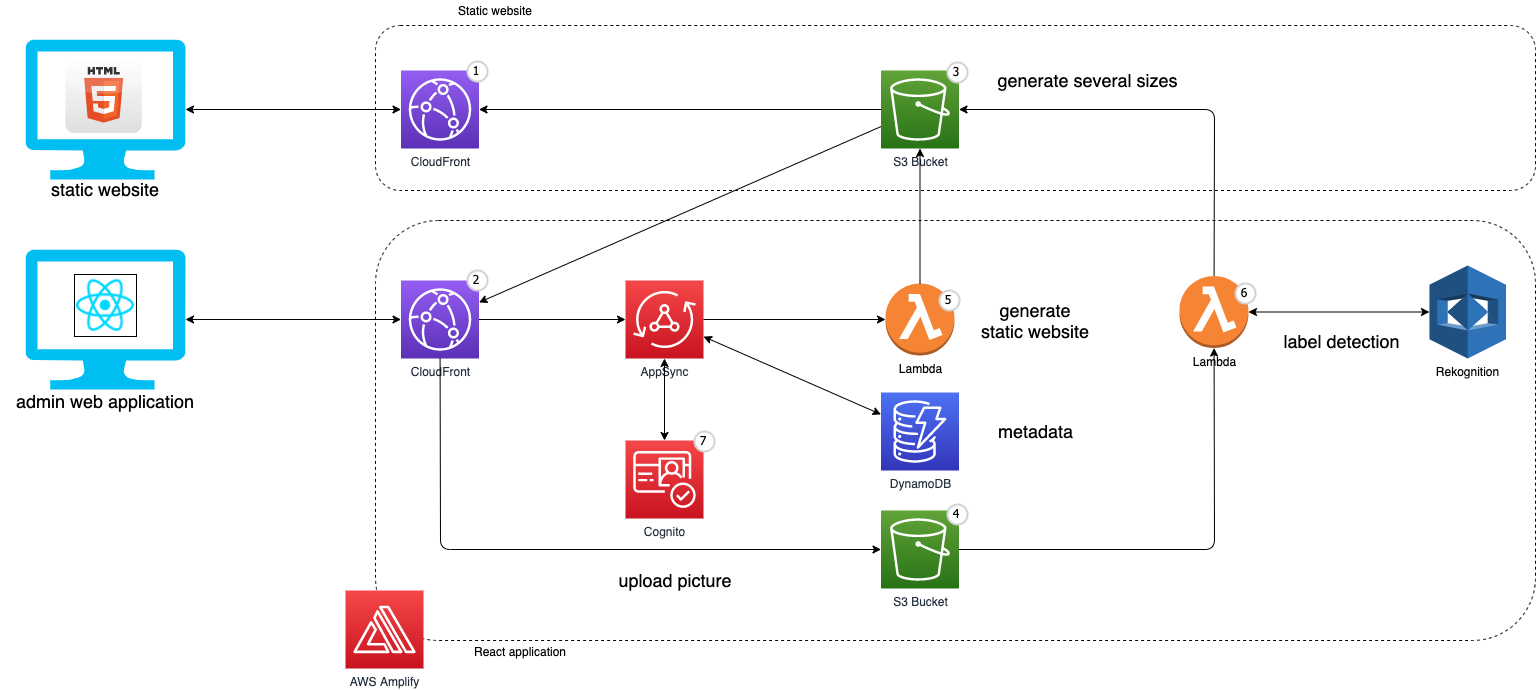 Static website
HTML
5
1
3
generate several sizes
CloudFront
S3 Bucket
static website
2
5
6
generate
static website
label detection
CloudFront
AppSync
Lambda
Lambda
Rekognition
admin web application
7
metadata
DynamoDB
Cognito
4
upload picture
S3 Bucket
React application
AWS Amplify